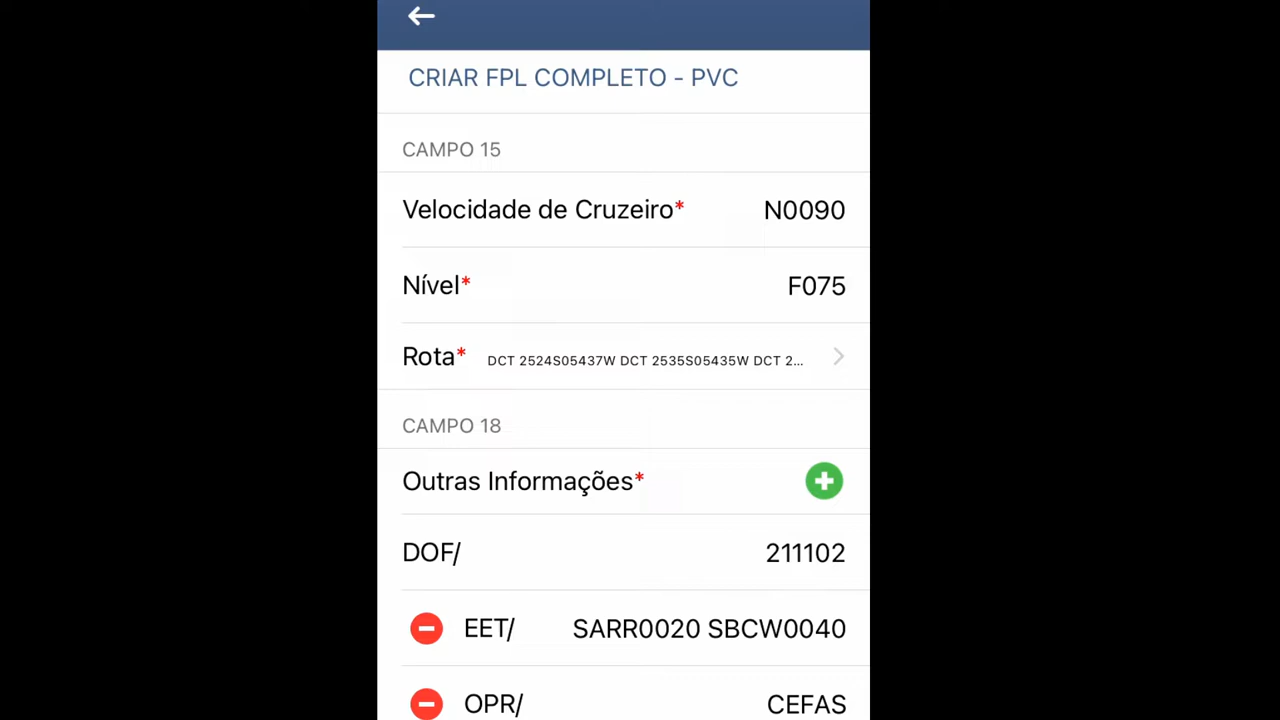 CRIAR FPL COMPLETO - PVC
CAMPO 15
Velocidade de Cruzeiro* N0090
Nível* F075
Rota* DCT 2524S05437W DCT 2535S05435W DCT 2...
CAMPO 18
Outras Informações*
DOF/ 211102
EET/ SARR0020 SBCW0040
OPR/ CEFAS